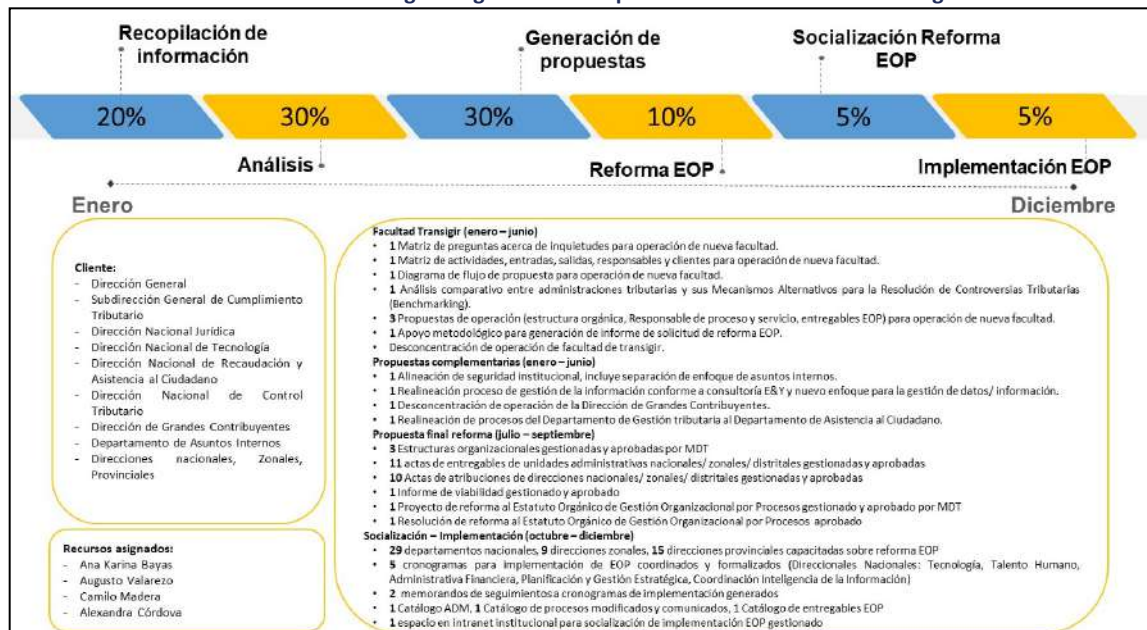 Recopilación de
información
Generación de
propuestas
Socialización Reforma
EOP
20%
30%
30%
10%
5%
5%
Análisis
Reforma EOP
Implementación EOP
Enero
Diciembre
Cliente:
- Dirección General
- Subdirección General de Cumplimiento
Tributario
- Dirección Nacional Jurídica
- Dirección Nacional de Tecnología
- Dirección Nacional de Recaudación y
Asistencia al Ciudadano
- Dirección Nacional de Control
Tributario
- Dirección de Grandes Contribuyentes
- Departamento de Asuntos Internos
- Direcciones nacionales, Zonales,
Provinciales
Recursos asignados:
- Ana Karina Bayas
- Augusto Valarezo
- Camilo Madera
- Alexandra Córdova
Facultad Transigir (enero – junio)
• 1 Matriz de preguntas acerca de inquietudes para operación de nueva facultad.
• 1 Matriz de actividades, entradas, salidas, responsables y clientes para operación de nueva facultad.
• 1 Diagrama de flujo de propuesta para operación de nueva facultad.
• 1 Análisis comparativo entre administraciones tributarias y sus Mecanismos Alternativos para la Resolución de Controversias Tributarias
(Benchmarking).
• 3 Propuestas de operación (estructura orgánica, Responsable de proceso y servicio, entregables EOP) para operación de nueva facultad.
• 1 Apoyo metodológico para generación de informe de solicitud de reforma EOP.
• Desconcentración de operación de facultad de transigir.
Propuestas complementarias (enero – junio)
• 1 Alineación de seguridad institucional, incluye separación de enfoque de asuntos internos.
• 1 Realineación proceso de gestión de la información conforme a consultoría E&Y y nuevo enfoque para la gestión de datos/ información.
• 1 Desconcentración de operación de la Dirección de Grandes Contribuyentes.
• 1 Realineación de procesos del Departamento de Gestión tributaria al Departamento de Asistencia al Ciudadano.
Propuesta final reforma (julio – septiembre)
• 3 Estructuras organizacionales gestionadas y aprobadas por MDT
• 11 actas de entregables de unidades administrativas nacionales/ zonales/ distritales gestionadas y aprobadas
• 10 Actas de atribuciones de direcciones nacionales/ zonales/ distritales gestionadas y aprobadas
• 1 Informe de viabilidad gestionado y aprobado
• 1 Proyecto de reforma al Estatuto Orgánico de Gestión Organizacional por Procesos gestionado y aprobado por MDT
• 1 Resolución de reforma al Estatuto Orgánico de Gestión Organizacional por Procesos aprobado
Socialización – Implementación (octubre – diciembre)
• 29 departamentos nacionales, 9 direcciones zonales, 15 direcciones provinciales capacitadas sobre reforma EOP
• 5 cronogramas para implementación de EOP coordinados y formalizados (Direccionales Nacionales: Tecnología, Talento Humano,
Administrativa Financiera, Planificación y Gestión Estratégica, Coordinación Inteligencia de la Información)
• 2 memorandos de seguimientos a cronogramas de implementación generados
• 1 Catálogo ADM, 1 Catálogo de procesos modificados y comunicados, 1 Catálogo de entregables EOP
• 1 espacio en intranet institucional para socialización de implementación EOP gestionado